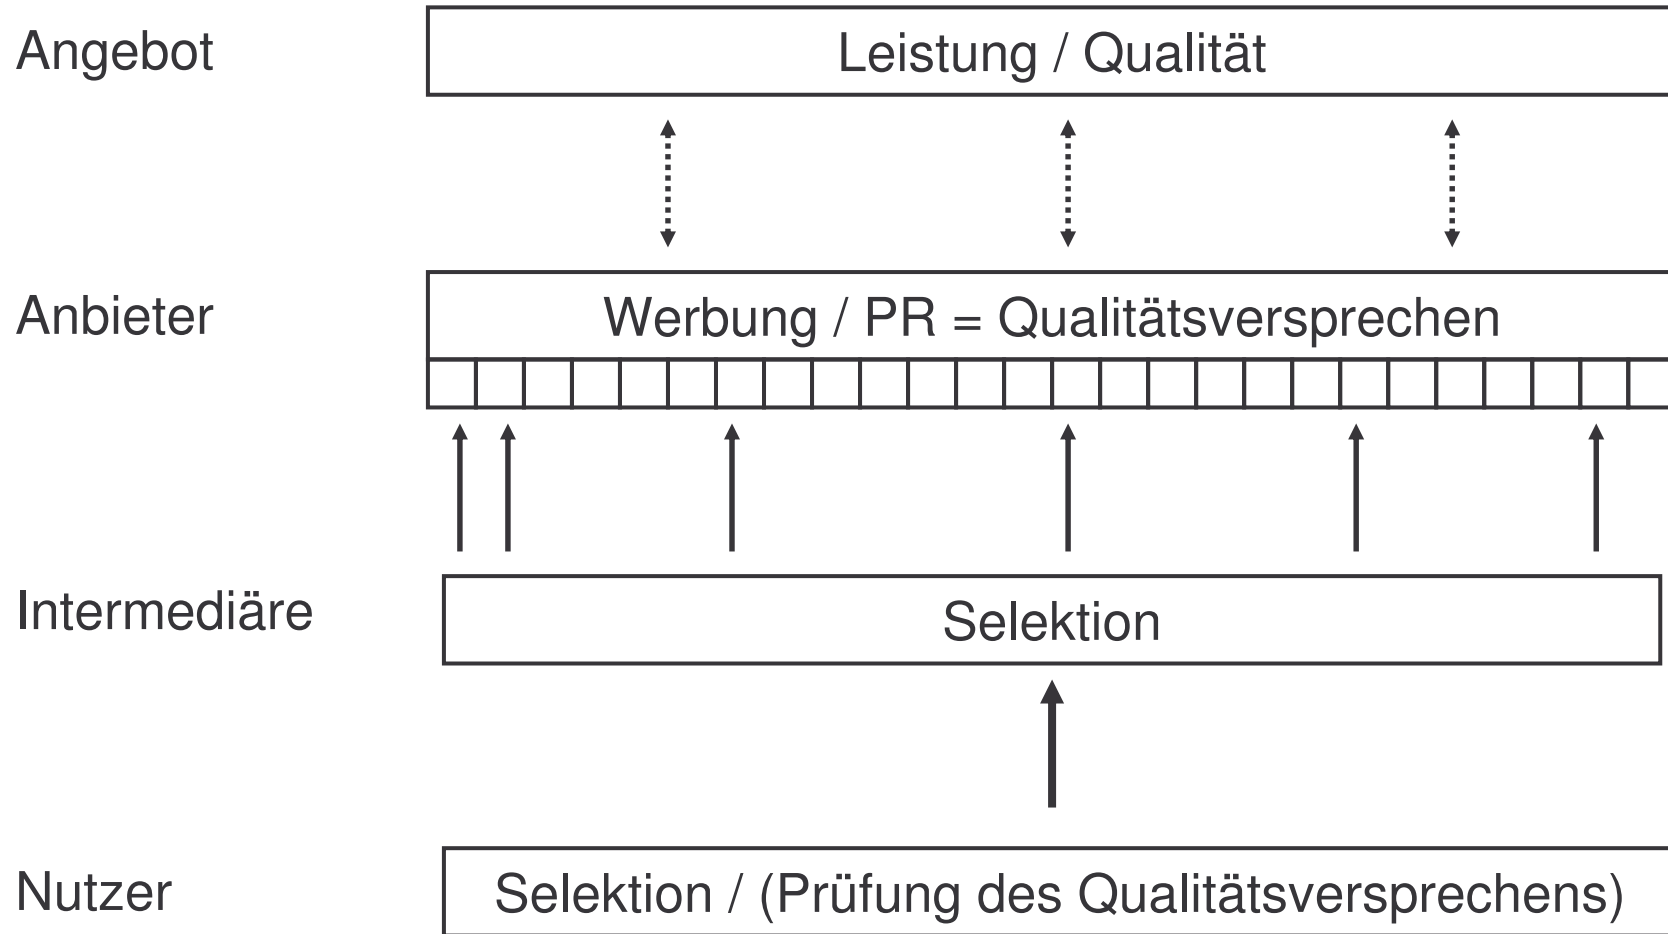 Angebot
Leistung / Qualität
Anbieter
Werbung / PR = Qualitätsversprechen
Intermediäre
Selektion
Nutzer
Selektion / (Prüfung des Qualitätsversprechens)